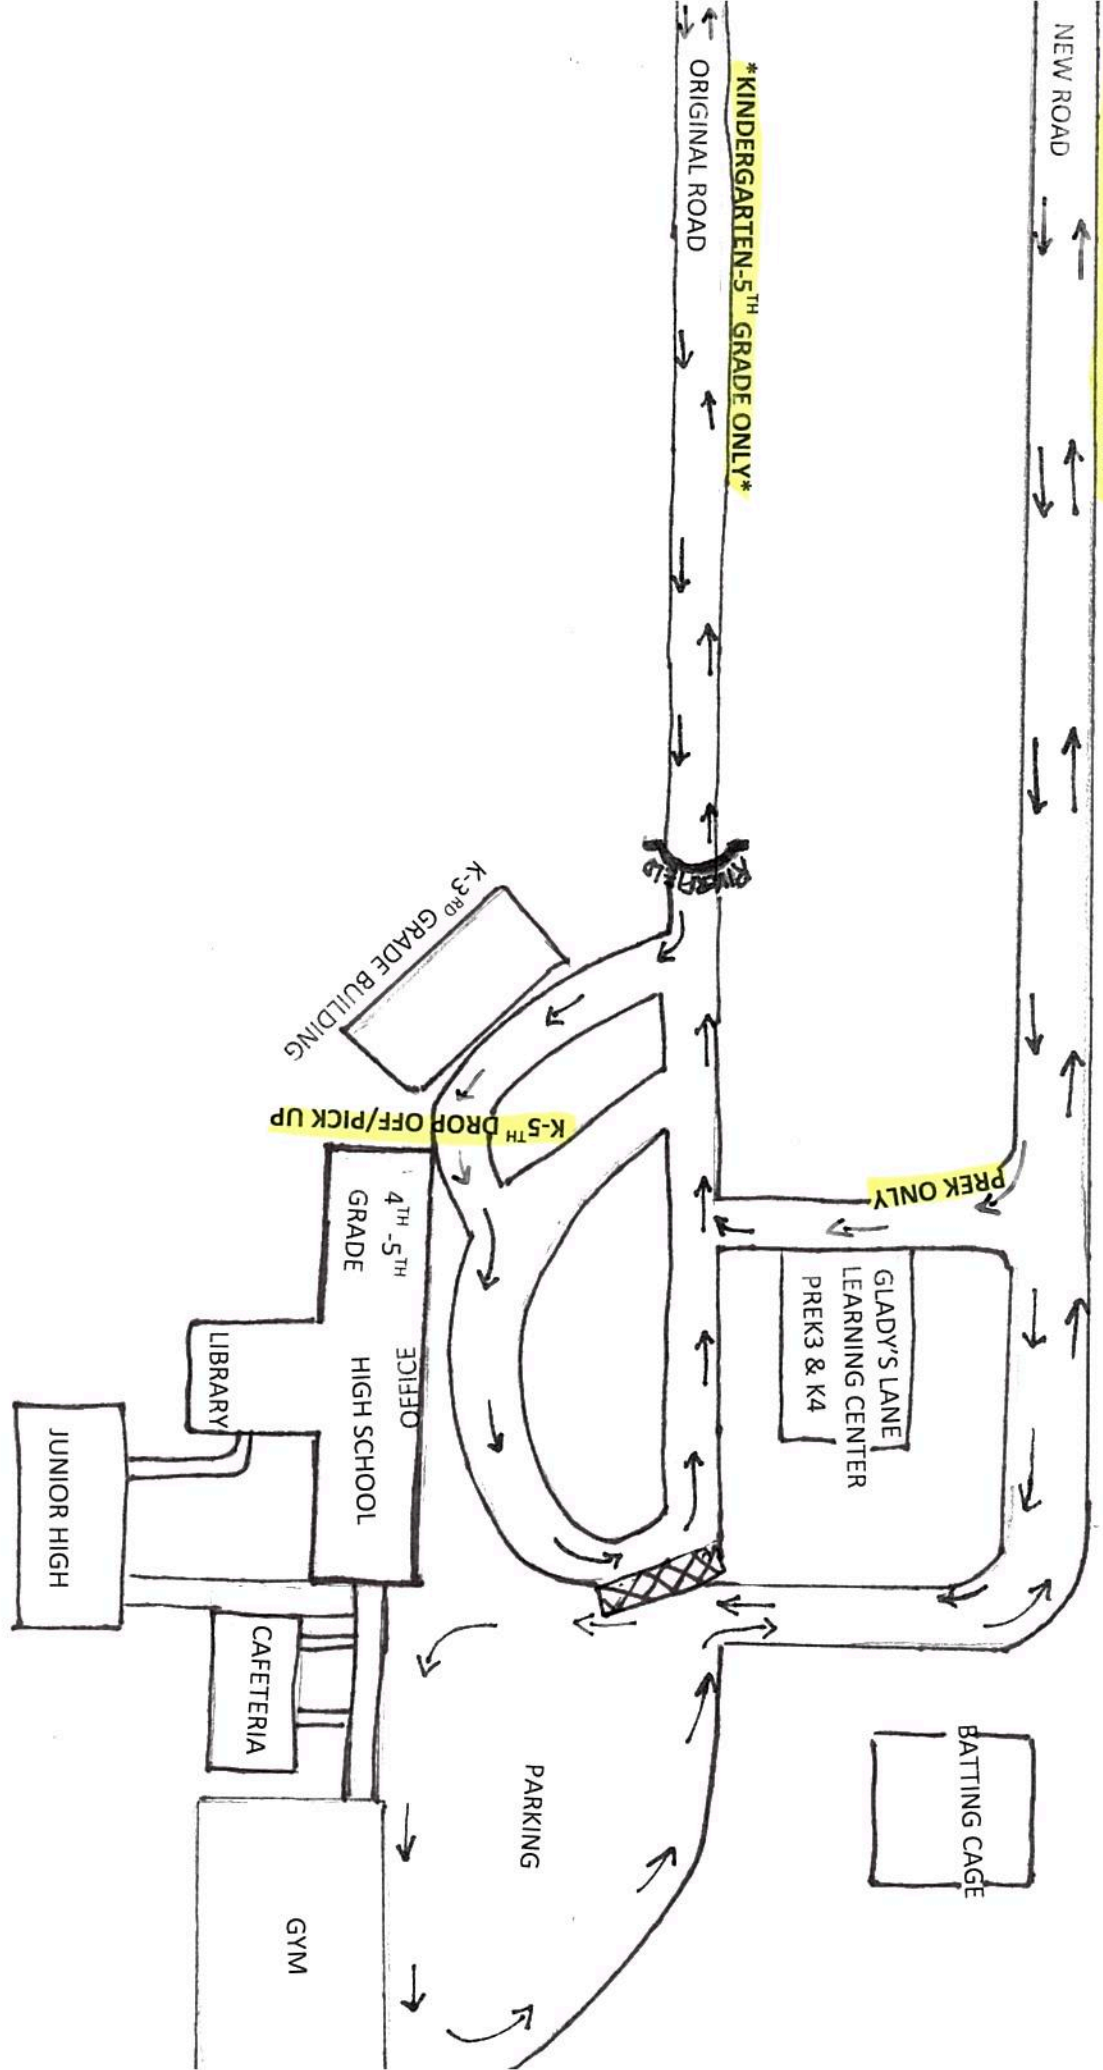 NEW ROAD
*KINDERGARTEN-5TH GRADE ONLY*
ORIGINAL ROAD
RIVERFIELD
PREK ONLY
GLADY'S LANE
LEARNING CENTER
PREK3 & K4
BATTING CAGE
K-3RD GRADE BUILDING
K-5TH DROP OFF/PICK UP
4TH -5TH
GRADE
OFFICE
HIGH SCHOOL
LIBRARY
JUNIOR HIGH
CAFETERIA
PARKING
GYM